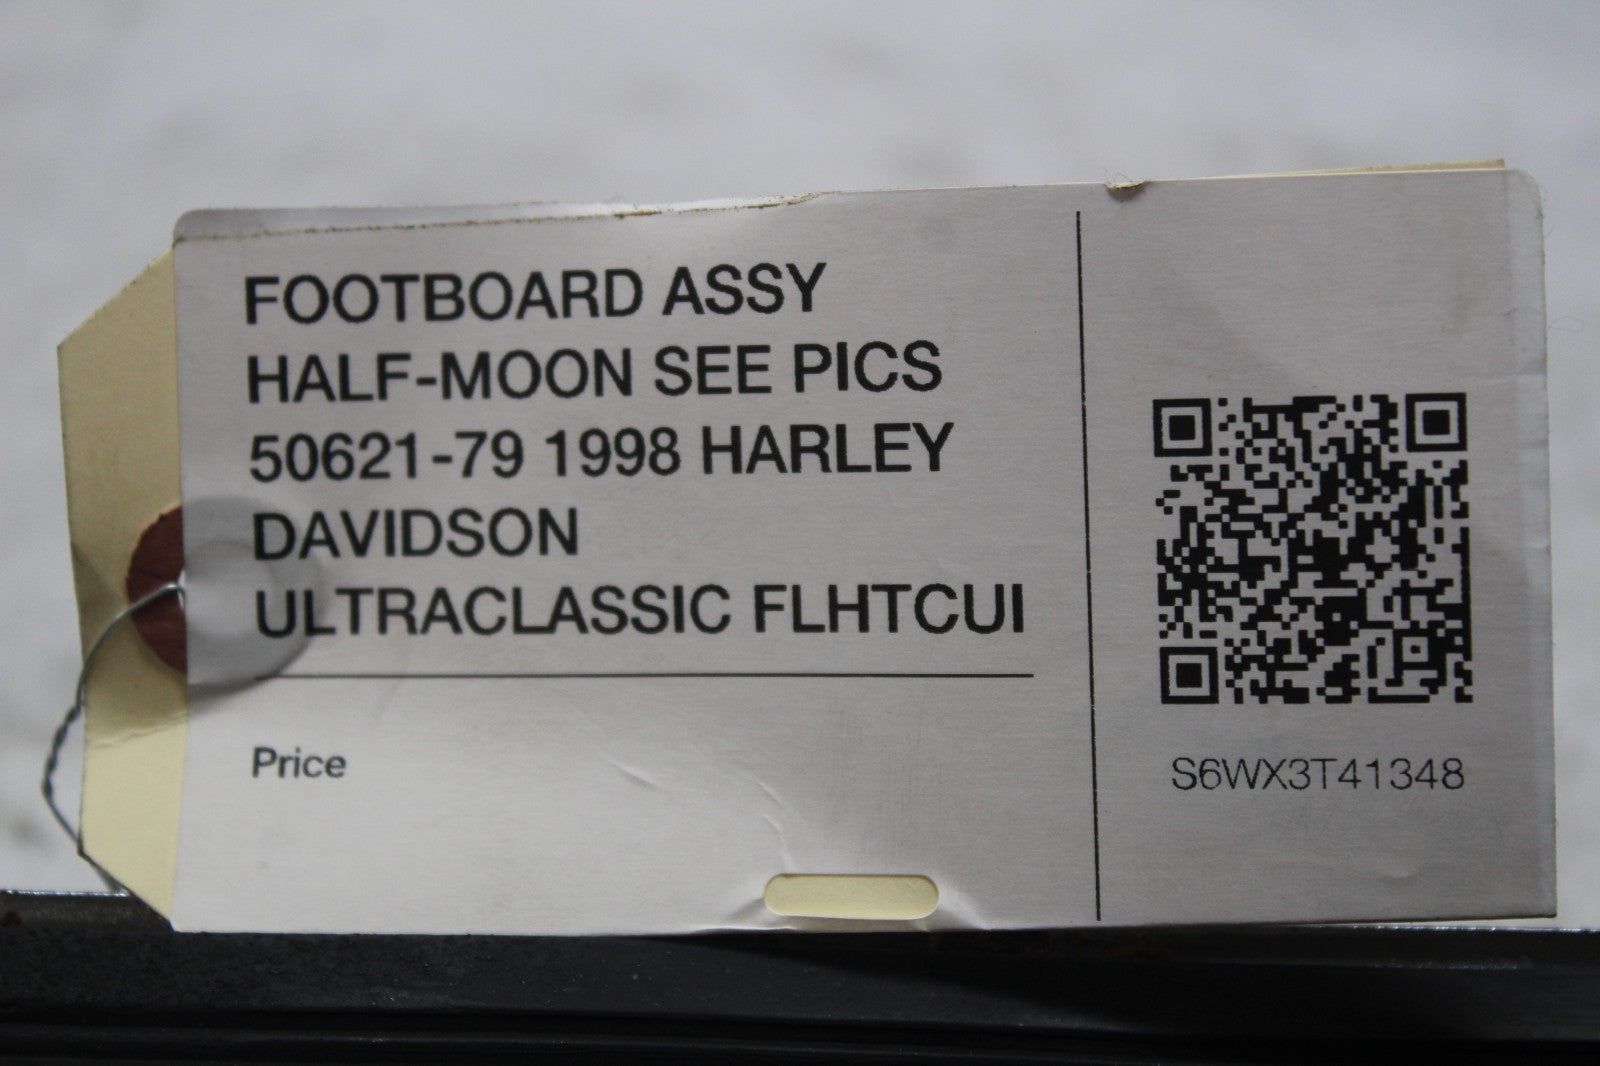 FOOTBOARD ASSY
HALF-MOON SEE PICS
50621-79 1998 HARLEY
DAVIDSON
ULTRACLASSIC FLHTCUI
Price
S6WX3T41348